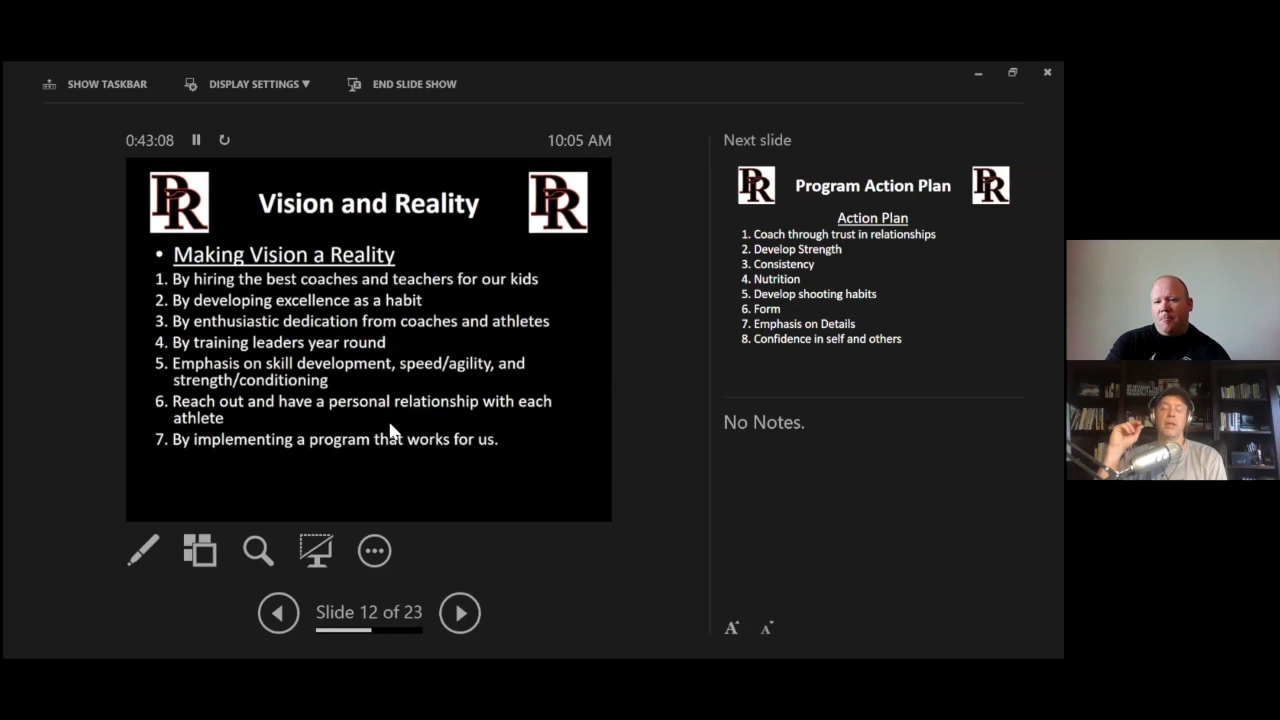 SHOW TASKBAR
DISPLAY SETTINGS ▼
END SLIDE SHOW
0:43:08
10:05 AM
PR
Vision and Reality
PR
• Making Vision a Reality
1. By hiring the best coaches and teachers for our kids
2. By developing excellence as a habit
3. By enthusiastic dedication from coaches and athletes
4. By training leaders year round
5. Emphasis on skill development, speed/agility, and
strength/conditioning
6. Reach out and have a personal relationship with each
athlete
7. By implementing a program that works for us.
Slide 12 of 23
Next slide
PR
Program Action Plan
PR
Action Plan
1. Coach through trust in relationships
2. Develop Strength
3. Consistency
4. Nutrition
5. Develop shooting habits
6. Form
7. Emphasis on Details
8. Confidence in self and others
No Notes.
A A